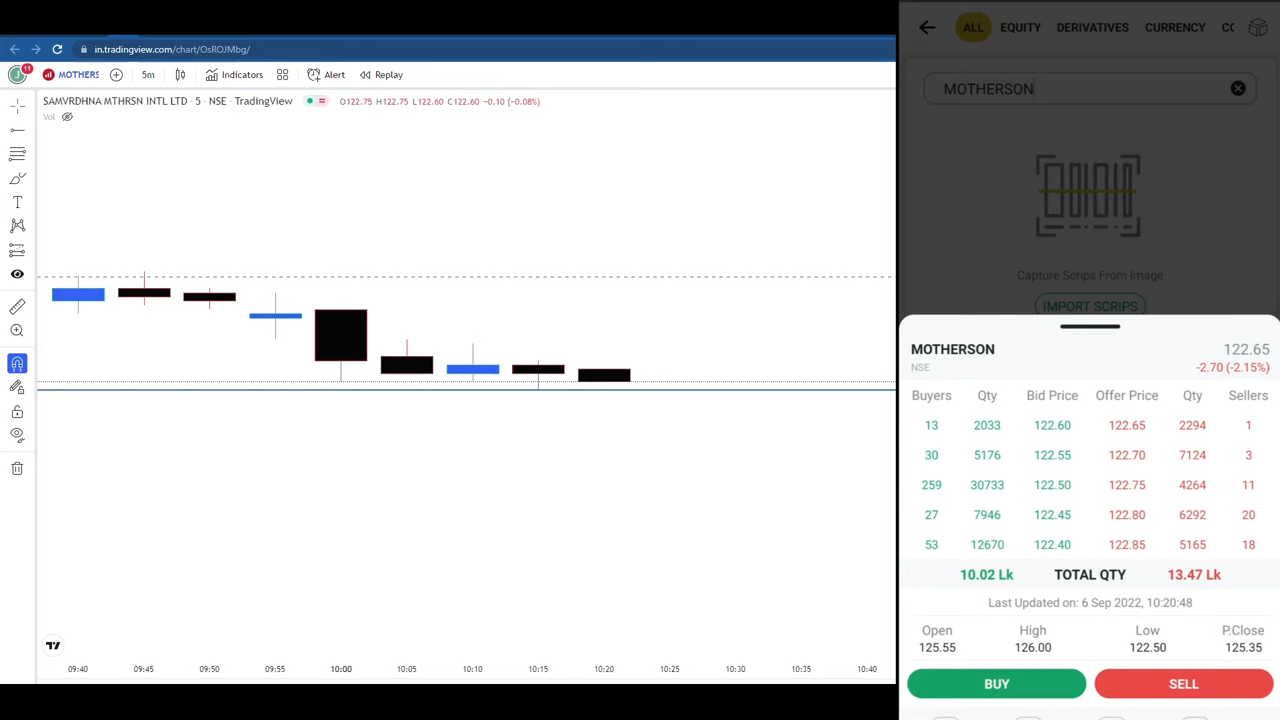 in.tradingview.com/chart/OsROJMbg/
J 11 MOTHERS 5m Indicators Alert Replay
SAMVRDHNA MTHRSN INTL LTD · 5 · NSE · TradingView O122.75 H122.75 L122.60 C122.60 −0.10 (−0.08%)
Vol
09:40 09:45 09:50 09:55 10:00 10:05 10:10 10:15 10:20 10:25 10:30 10:35 10:40
ALL EQUITY DERIVATIVES CURRENCY
MOTHERSON
Capture Scrips From Image
IMPORT SCRIPS
MOTHERSON 122.65
NSE -2.70 (-2.15%)
Buyers Qty Bid Price Offer Price Qty Sellers
13 2033 122.60 122.65 2294 1
30 5176 122.55 122.70 7124 3
259 30733 122.50 122.75 4264 11
27 7946 122.45 122.80 6292 20
53 12670 122.40 122.85 5165 18
10.02 Lk TOTAL QTY 13.47 Lk
Last Updated on: 6 Sep 2022, 10:20:48
Open High Low P.Close
125.55 126.00 122.50 125.35
BUY SELL